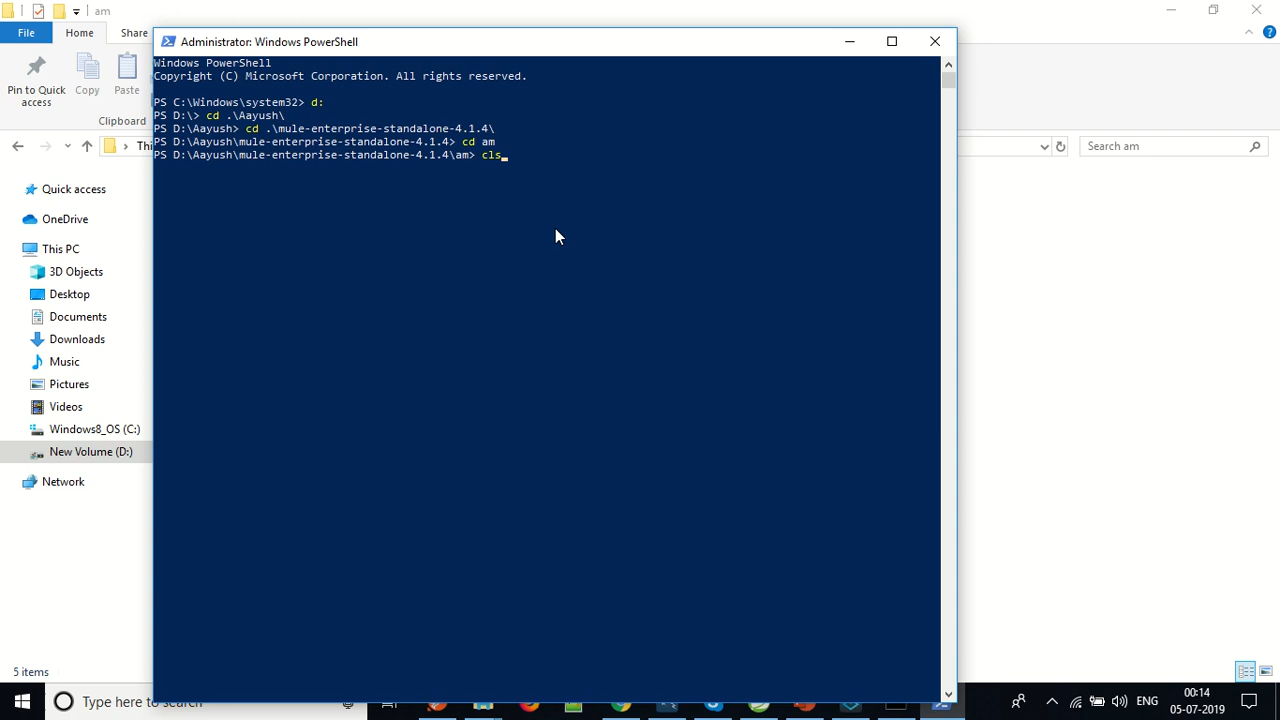 am
File
Home
Share
Administrator: Windows PowerShell
Windows PowerShell
Copyright (C) Microsoft Corporation. All rights reserved.
PS C:\Windows\system32> d:
PS D:\> cd .\Aayush\
PS D:\Aayush> cd .\mule-enterprise-standalone-4.1.4\
PS D:\Aayush\mule-enterprise-standalone-4.1.4> cd am
PS D:\Aayush\mule-enterprise-standalone-4.1.4\am> cls
Pin to Quick
access
Copy
Paste
Clipboard
Search am
Quick access
OneDrive
This PC
3D Objects
Desktop
Documents
Downloads
Music
Pictures
Videos
Windows8_OS (C:)
New Volume (D:)
Network
5 items
Type here to search
ENG
00:14
05-07-2019